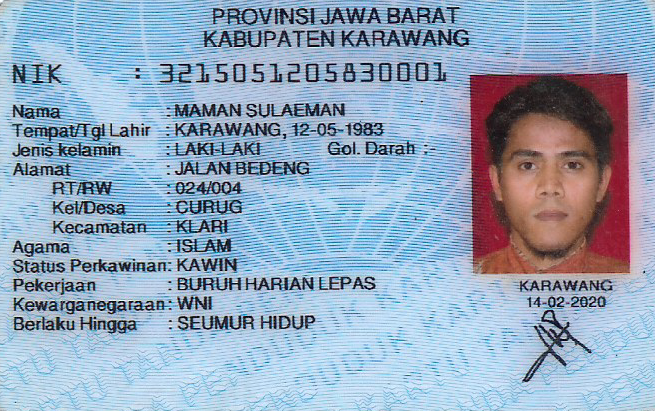 PROVINSI JAWA BARAT
KABUPATEN KARAWANG
NIK : 3215051205830001
Nama : MAMAN SULAEMAN
Tempat/Tgl Lahir : KARAWANG, 12-05-1983
Jenis kelamin : LAKI-LAKI Gol. Darah :-
Alamat : JALAN BEDENG
RT/RW : 024/004
Kel/Desa : CURUG
Kecamatan : KLARI
Agama : ISLAM
Status Perkawinan: KAWIN
Pekerjaan : BURUH HARIAN LEPAS
Kewarganegaraan: WNI
Berlaku Hingga : SEUMUR HIDUP
KARAWANG
14-02-2020